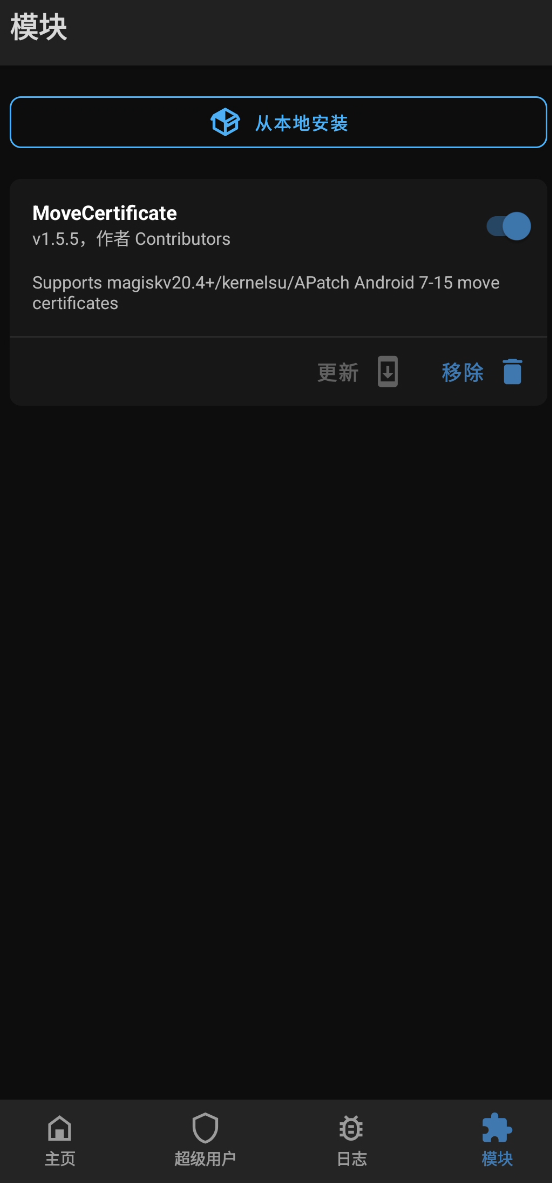 模块
从本地安装
MoveCertificate
v1.5.5，作者 Contributors
Supports magiskv20.4+/kernelsu/APatch Android 7-15 move
certificates
更新 移除
主页 超级用户 日志 模块